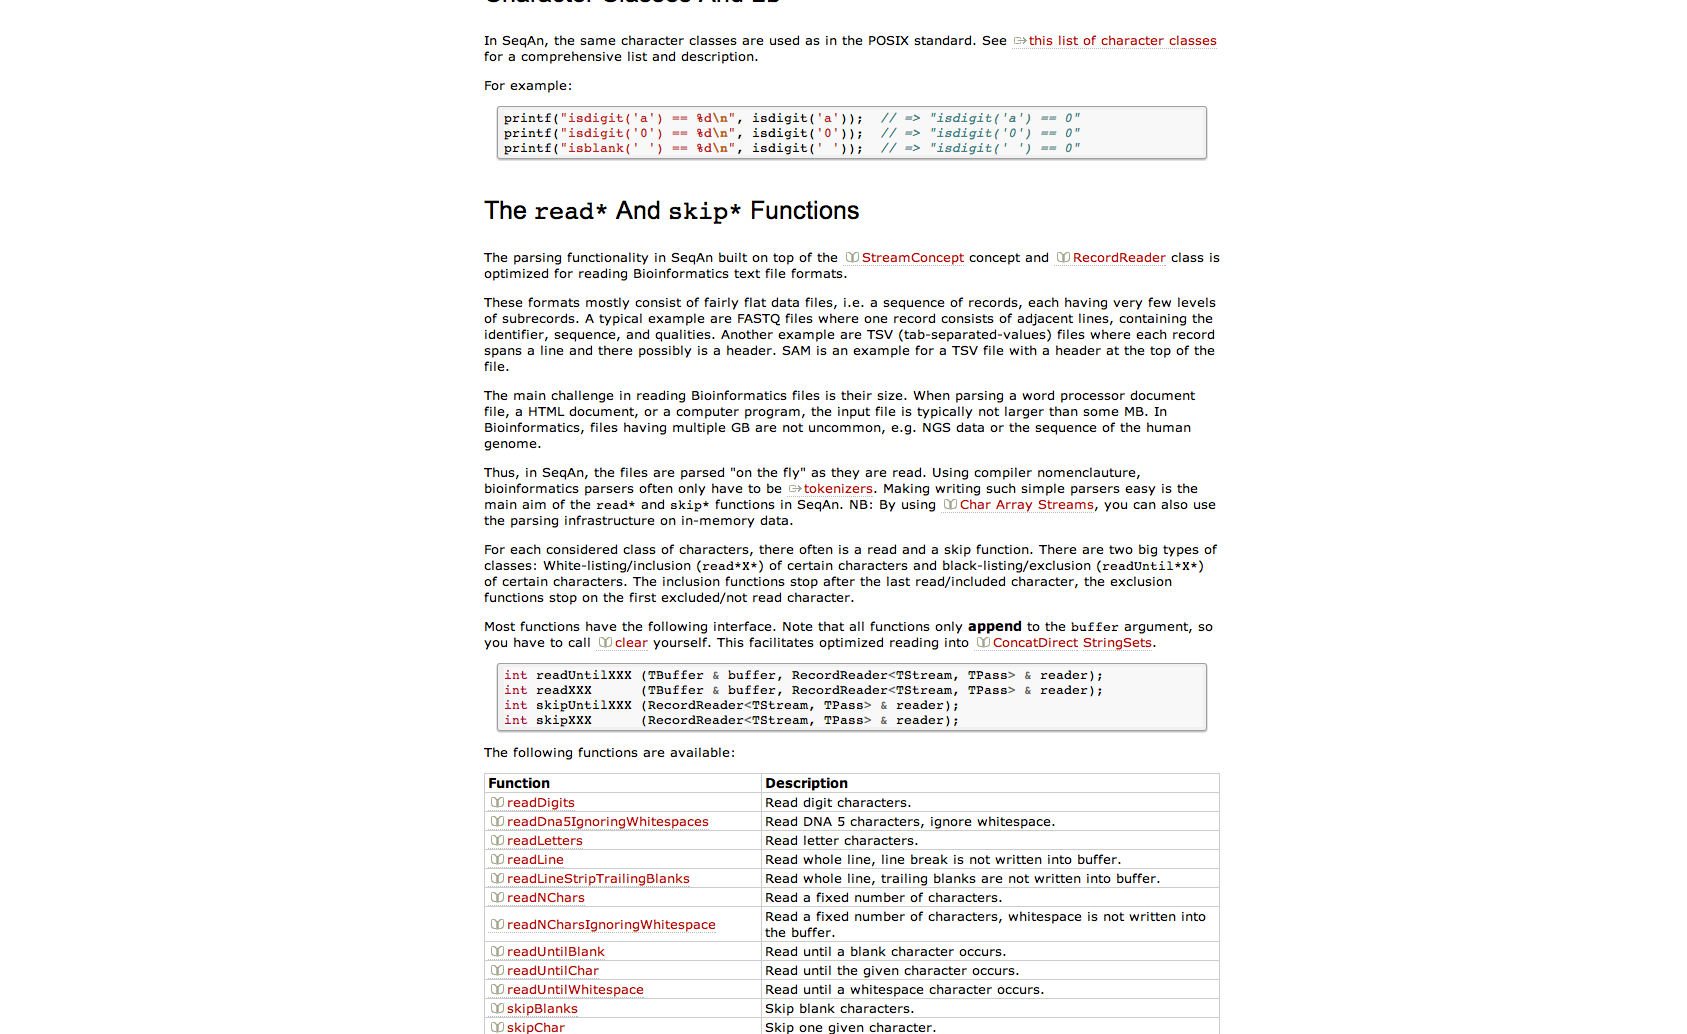 Character Classes And Lo
In SeqAn, the same character classes are used as in the POSIX standard. See this list of character classes
for a comprehensive list and description.
For example:
printf("isdigit('a') == %d\n", isdigit('a'));  // => "isdigit('a') == 0"
printf("isdigit('0') == %d\n", isdigit('0'));  // => "isdigit('0') == 0"
printf("isblank(' ') == %d\n", isdigit(' '));  // => "isdigit(' ') == 0"
The read* And skip* Functions
The parsing functionality in SeqAn built on top of the StreamConcept concept and RecordReader class is
optimized for reading Bioinformatics text file formats.
These formats mostly consist of fairly flat data files, i.e. a sequence of records, each having very few levels
of subrecords. A typical example are FASTQ files where one record consists of adjacent lines, containing the
identifier, sequence, and qualities. Another example are TSV (tab-separated-values) files where each record
spans a line and there possibly is a header. SAM is an example for a TSV file with a header at the top of the
file.
The main challenge in reading Bioinformatics files is their size. When parsing a word processor document
file, a HTML document, or a computer program, the input file is typically not larger than some MB. In
Bioinformatics, files having multiple GB are not uncommon, e.g. NGS data or the sequence of the human
genome.
Thus, in SeqAn, the files are parsed "on the fly" as they are read. Using compiler nomenclauture,
bioinformatics parsers often only have to be tokenizers. Making writing such simple parsers easy is the
main aim of the read* and skip* functions in SeqAn. NB: By using Char Array Streams, you can also use
the parsing infrastructure on in-memory data.
For each considered class of characters, there often is a read and a skip function. There are two big types of
classes: White-listing/inclusion (read*X*) of certain characters and black-listing/exclusion (readUntil*X*)
of certain characters. The inclusion functions stop after the last read/included character, the exclusion
functions stop on the first excluded/not read character.
Most functions have the following interface. Note that all functions only append to the buffer argument, so
you have to call clear yourself. This facilitates optimized reading into ConcatDirect StringSets.
int readUntilXXX (TBuffer & buffer, RecordReader<TStream, TPass> & reader);
int readXXX      (TBuffer & buffer, RecordReader<TStream, TPass> & reader);
int skipUntilXXX (RecordReader<TStream, TPass> & reader);
int skipXXX      (RecordReader<TStream, TPass> & reader);
The following functions are available:
Function Description
readDigits Read digit characters.
readDna5IgnoringWhitespaces Read DNA 5 characters, ignore whitespace.
readLetters Read letter characters.
readLine Read whole line, line break is not written into buffer.
readLineStripTrailingBlanks Read whole line, trailing blanks are not written into buffer.
readNChars Read a fixed number of characters.
readNCharsIgnoringWhitespace Read a fixed number of characters, whitespace is not written into
the buffer.
readUntilBlank Read until a blank character occurs.
readUntilChar Read until the given character occurs.
readUntilWhitespace Read until a whitespace character occurs.
skipBlanks Skip blank characters.
skipChar Skip one given character.